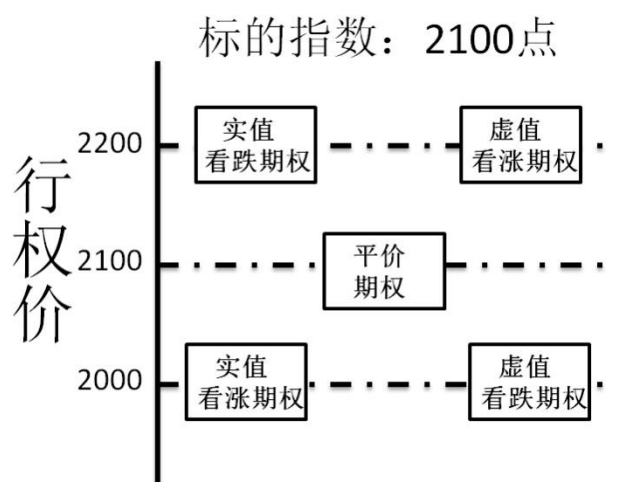 标的指数：2100点
行权价
2200
实值
看跌期权
虚值
看涨期权
2100
平价
期权
2000
实值
看涨期权
虚值
看跌期权